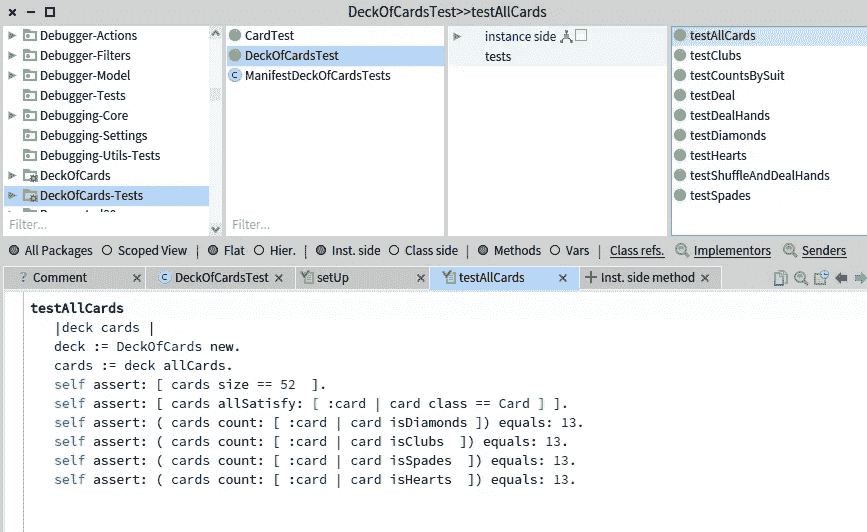 DeckOfCardsTest>>testAllCards
Debugger-Actions
Debugger-Filters
Debugger-Model
Debugger-Tests
Debugging-Core
Debugging-Settings
Debugging-Utils-Tests
DeckOfCards
DeckOfCards-Tests
Filter...
CardTest
DeckOfCardsTest
ManifestDeckOfCardsTests
Filter...
instance side
tests
testAllCards
testClubs
testCountsBySuit
testDeal
testDealHands
testDiamonds
testHearts
testShuffleAndDealHands
testSpades
All Packages Scoped View | Flat Hier. | Inst. side Class side | Methods Vars | Class refs. Implementors Senders
? Comment × DeckOfCardsTest × setUp × testAllCards × + Inst. side method ×
testAllCards
|deck cards |
deck := DeckOfCards new.
cards := deck allCards.
self assert: [ cards size == 52  ].
self assert: [ cards allSatisfy: [ :card | card class == Card ] ].
self assert: ( cards count: [ :card | card isDiamonds ]) equals: 13.
self assert: ( cards count: [ :card | card isClubs  ]) equals: 13.
self assert: ( cards count: [ :card | card isSpades  ]) equals: 13.
self assert: ( cards count: [ :card | card isHearts  ]) equals: 13.